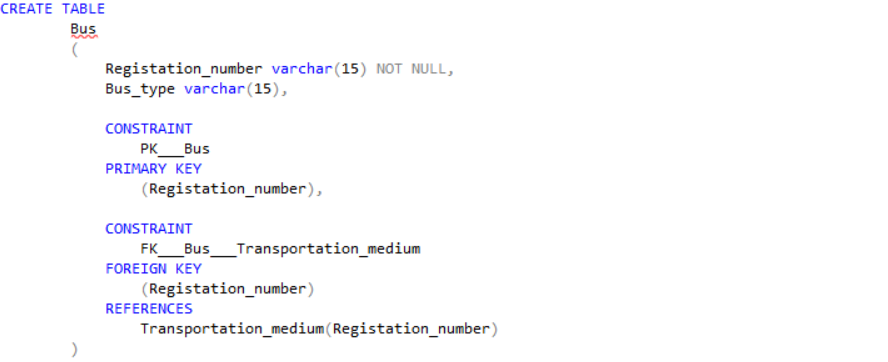 CREATE TABLE
Bus
(
Registation_number varchar(15) NOT NULL,
Bus_type varchar(15),
CONSTRAINT
PK___Bus
PRIMARY KEY
(Registation_number),
CONSTRAINT
FK___Bus___Transportation_medium
FOREIGN KEY
(Registation_number)
REFERENCES
Transportation_medium(Registation_number)
)